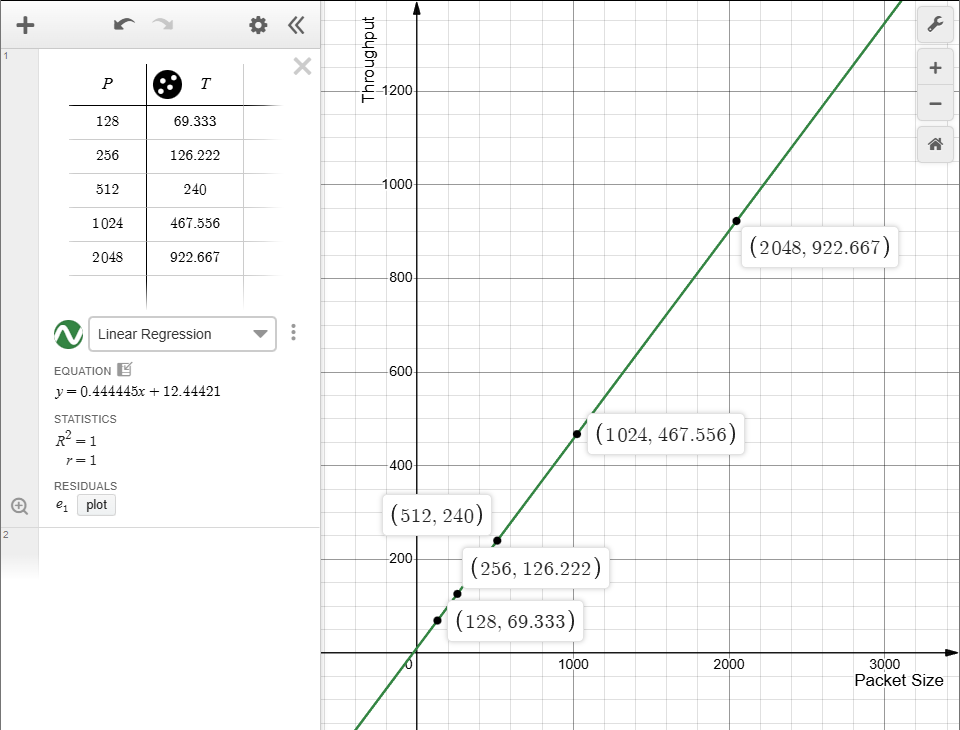 1
P T
128 69.333
256 126.222
512 240
1024 467.556
2048 922.667
Linear Regression
EQUATION
y = 0.444445x + 12.44421
STATISTICS
R² = 1
r = 1
RESIDUALS
e₁ plot
2
Throughput
1200
1000
800
600
400
200
0
1000
2000
3000
Packet Size
(2048, 922.667)
(1024, 467.556)
(512, 240)
(256, 126.222)
(128, 69.333)